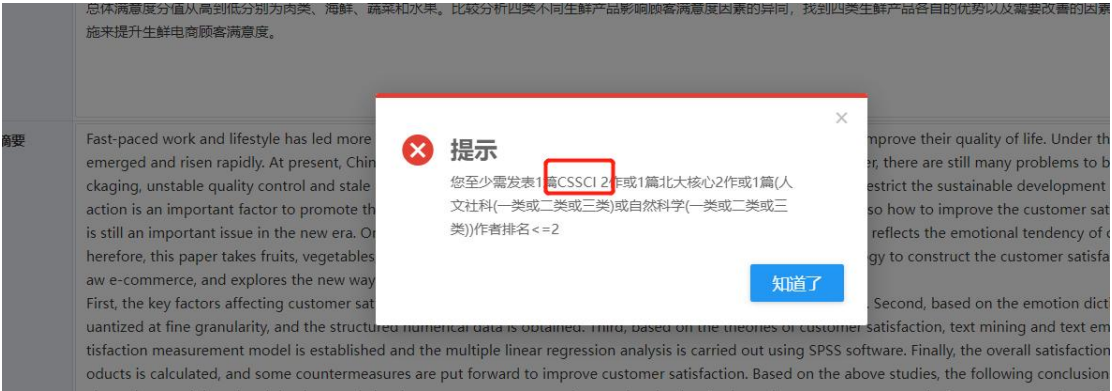 总体满意度分值从高到低分别为肉类、海鲜、蔬菜和水果。比较分析四类不同生鲜产品影响顾客满意度因素的异同，找到四类生鲜产品各自的优势以及需要改善的因素
施来提升生鲜电商顾客满意度。
摘要
Fast-paced work and lifestyle has led more
mprove their quality of life. Under th
emerged and risen rapidly. At present, Chin
er, there are still many problems to b
ckaging, unstable quality control and stale
estrict the sustainable development
action is an important factor to promote th
so how to improve the customer sat
is still an important issue in the new era. Or
reflects the emotional tendency of c
herefore, this paper takes fruits, vegetables
gy to construct the customer satisfa
aw e-commerce, and explores the new way
First, the key factors affecting customer sat
. Second, based on the emotion dict
uantized at fine granularity, and the structured numerical data is obtained. Third, based on the theories of customer satisfaction, text mining and text em
tisfaction measurement model is established and the multiple linear regression analysis is carried out using SPSS software. Finally, the overall satisfaction
oducts is calculated, and some countermeasures are put forward to improve customer satisfaction. Based on the above studies, the following conclusion
提示
您至少需发表1篇CSSCI 2作或1篇北大核心2作或1篇(人
文社科(一类或二类或三类)或自然科学(一类或二类或三
类))作者排名<=2
知道了